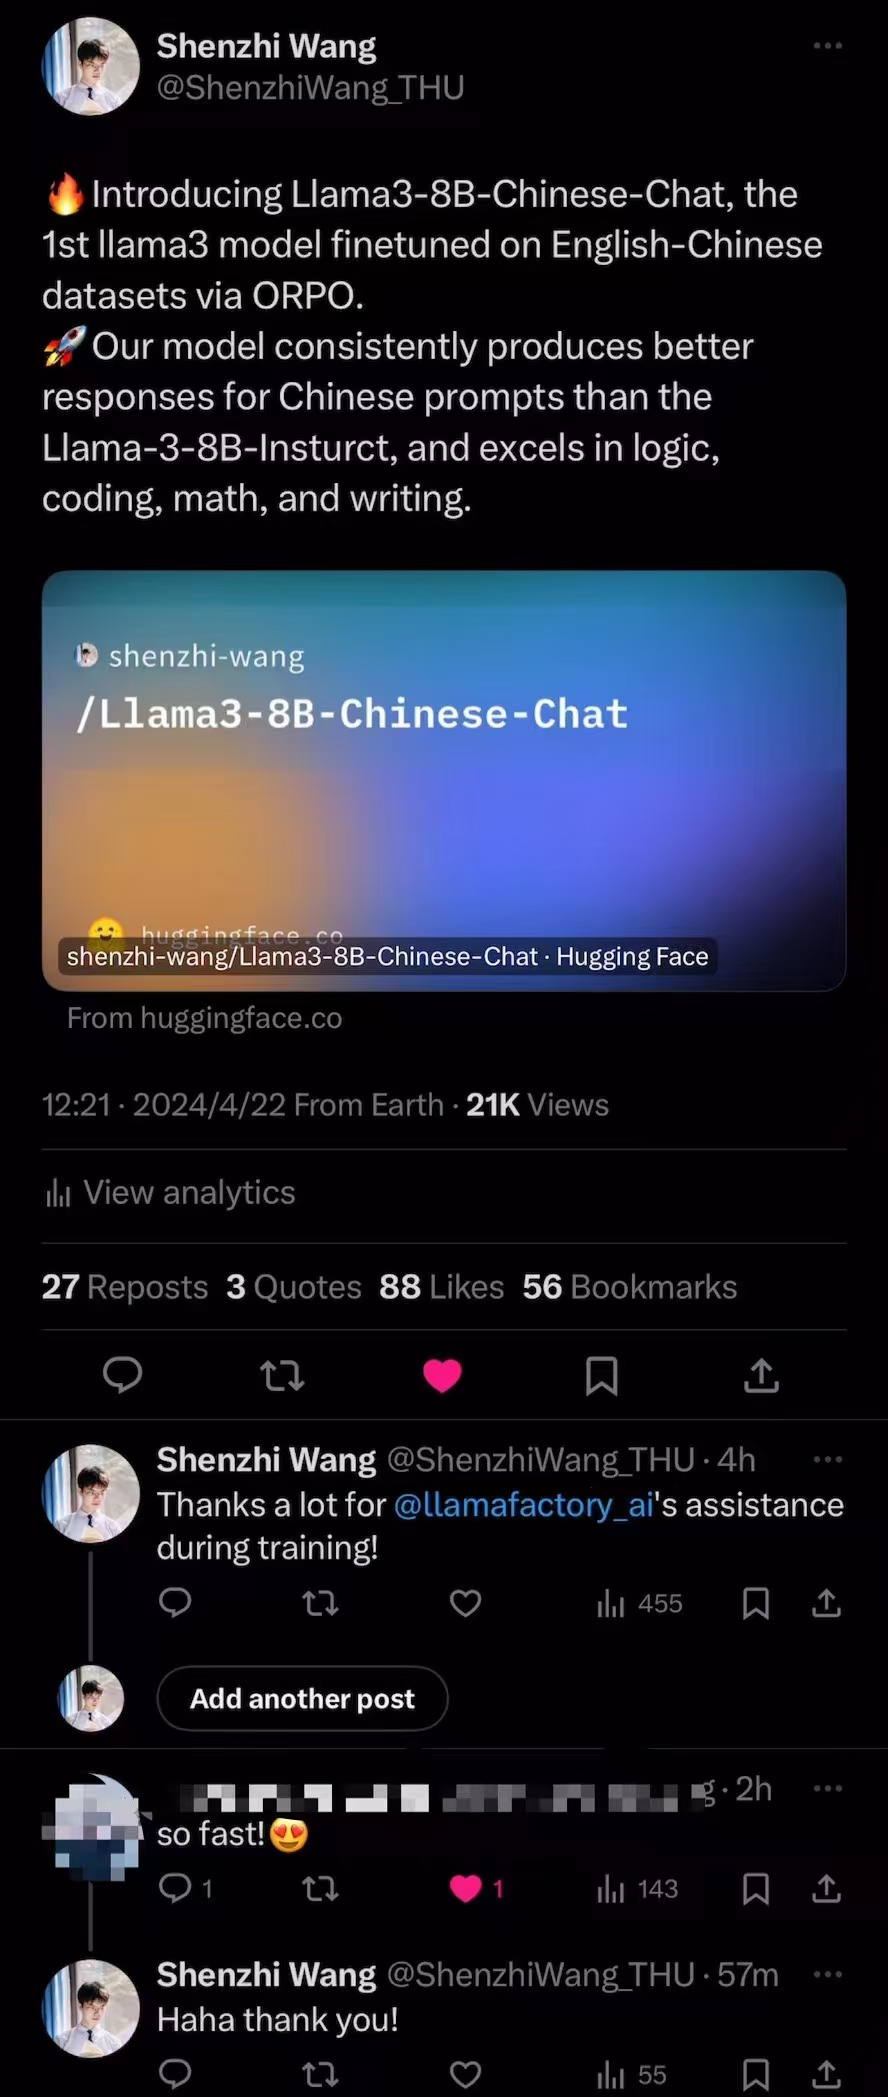 Shenzhi Wang
@ShenzhiWang_THU
🔥Introducing Llama3-8B-Chinese-Chat, the
1st llama3 model finetuned on English-Chinese
datasets via ORPO.
🚀Our model consistently produces better
responses for Chinese prompts than the
Llama-3-8B-Insturct, and excels in logic,
coding, math, and writing.
shenzhi-wang
/Llama3-8B-Chinese-Chat
huggingface.co
shenzhi-wang/Llama3-8B-Chinese-Chat · Hugging Face
From huggingface.co
12:21 · 2024/4/22 From Earth · 21K Views
View analytics
27 Reposts 3 Quotes 88 Likes 56 Bookmarks
Shenzhi Wang @ShenzhiWang_THU · 4h
Thanks a lot for @llamafactory_ai's assistance
during training!
455
Add another post
g · 2h
so fast!😍
1 1 143
Shenzhi Wang @ShenzhiWang_THU · 57m
Haha thank you!
55